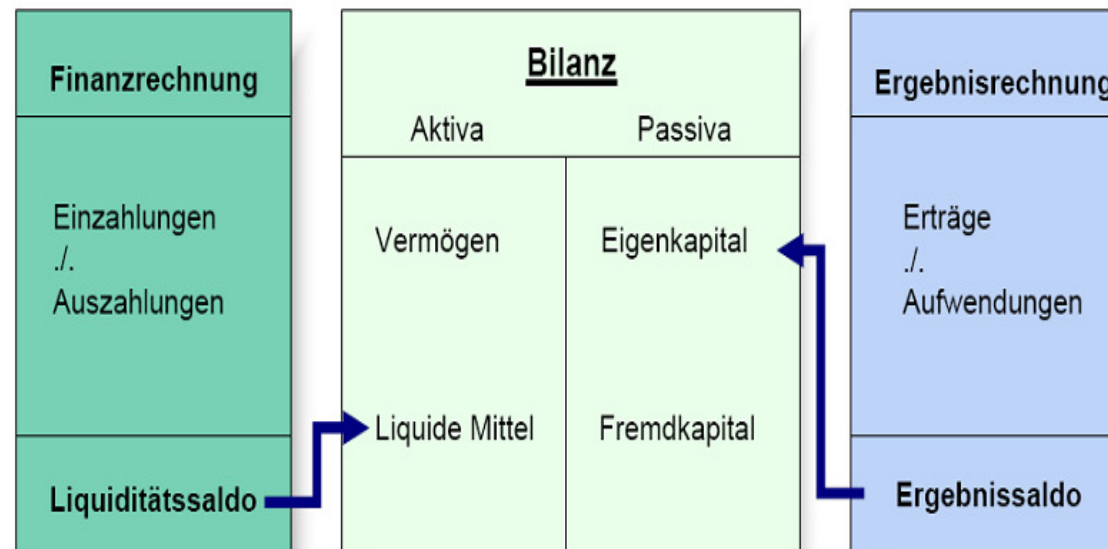 Finanzrechnung
Einzahlungen
./.
Auszahlungen
Liquiditätssaldo
Bilanz
Aktiva
Passiva
Vermögen
Eigenkapital
Liquide Mittel
Fremdkapital
Ergebnisrechnung
Erträge
./.
Aufwendungen
Ergebnissaldo